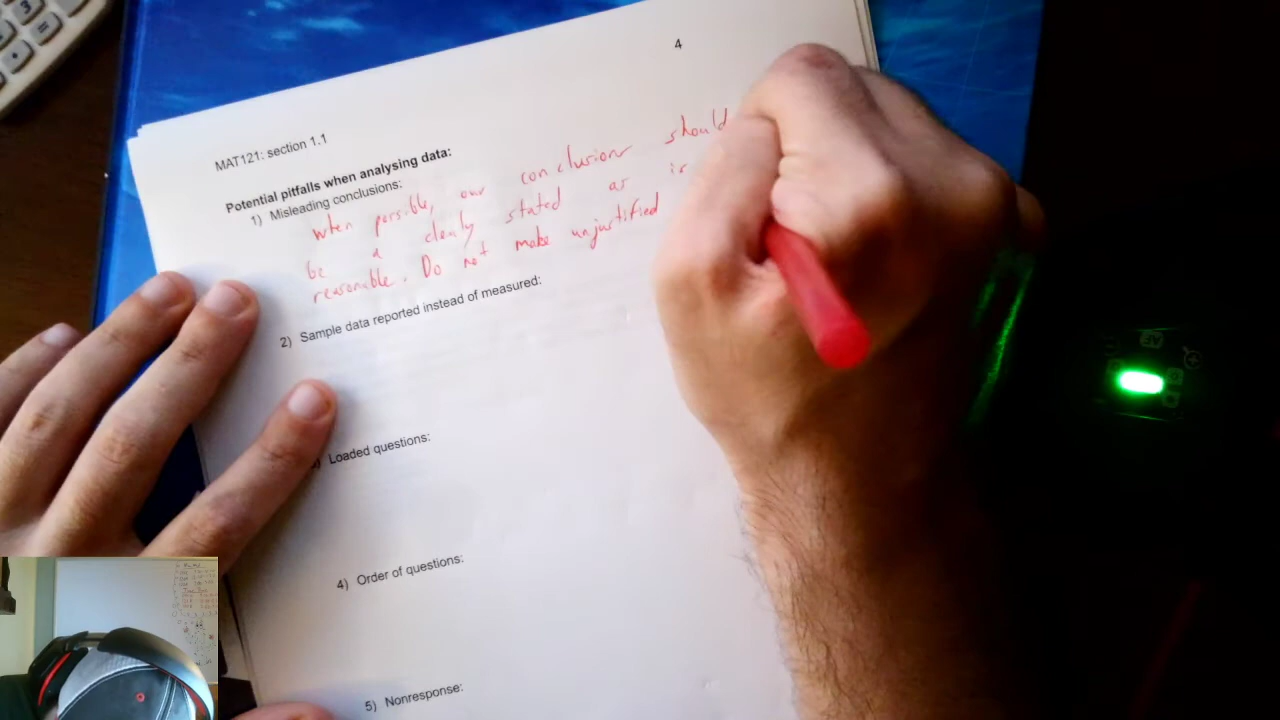 4
MAT121: section 1.1
Potential pitfalls when analysing data:
1) Misleading conclusions:
when possible, our conclusions should
be a clearly stated as is
reasonable. Do not make unjustified
2) Sample data reported instead of measured:
) Loaded questions:
4) Order of questions:
5) Nonresponse: